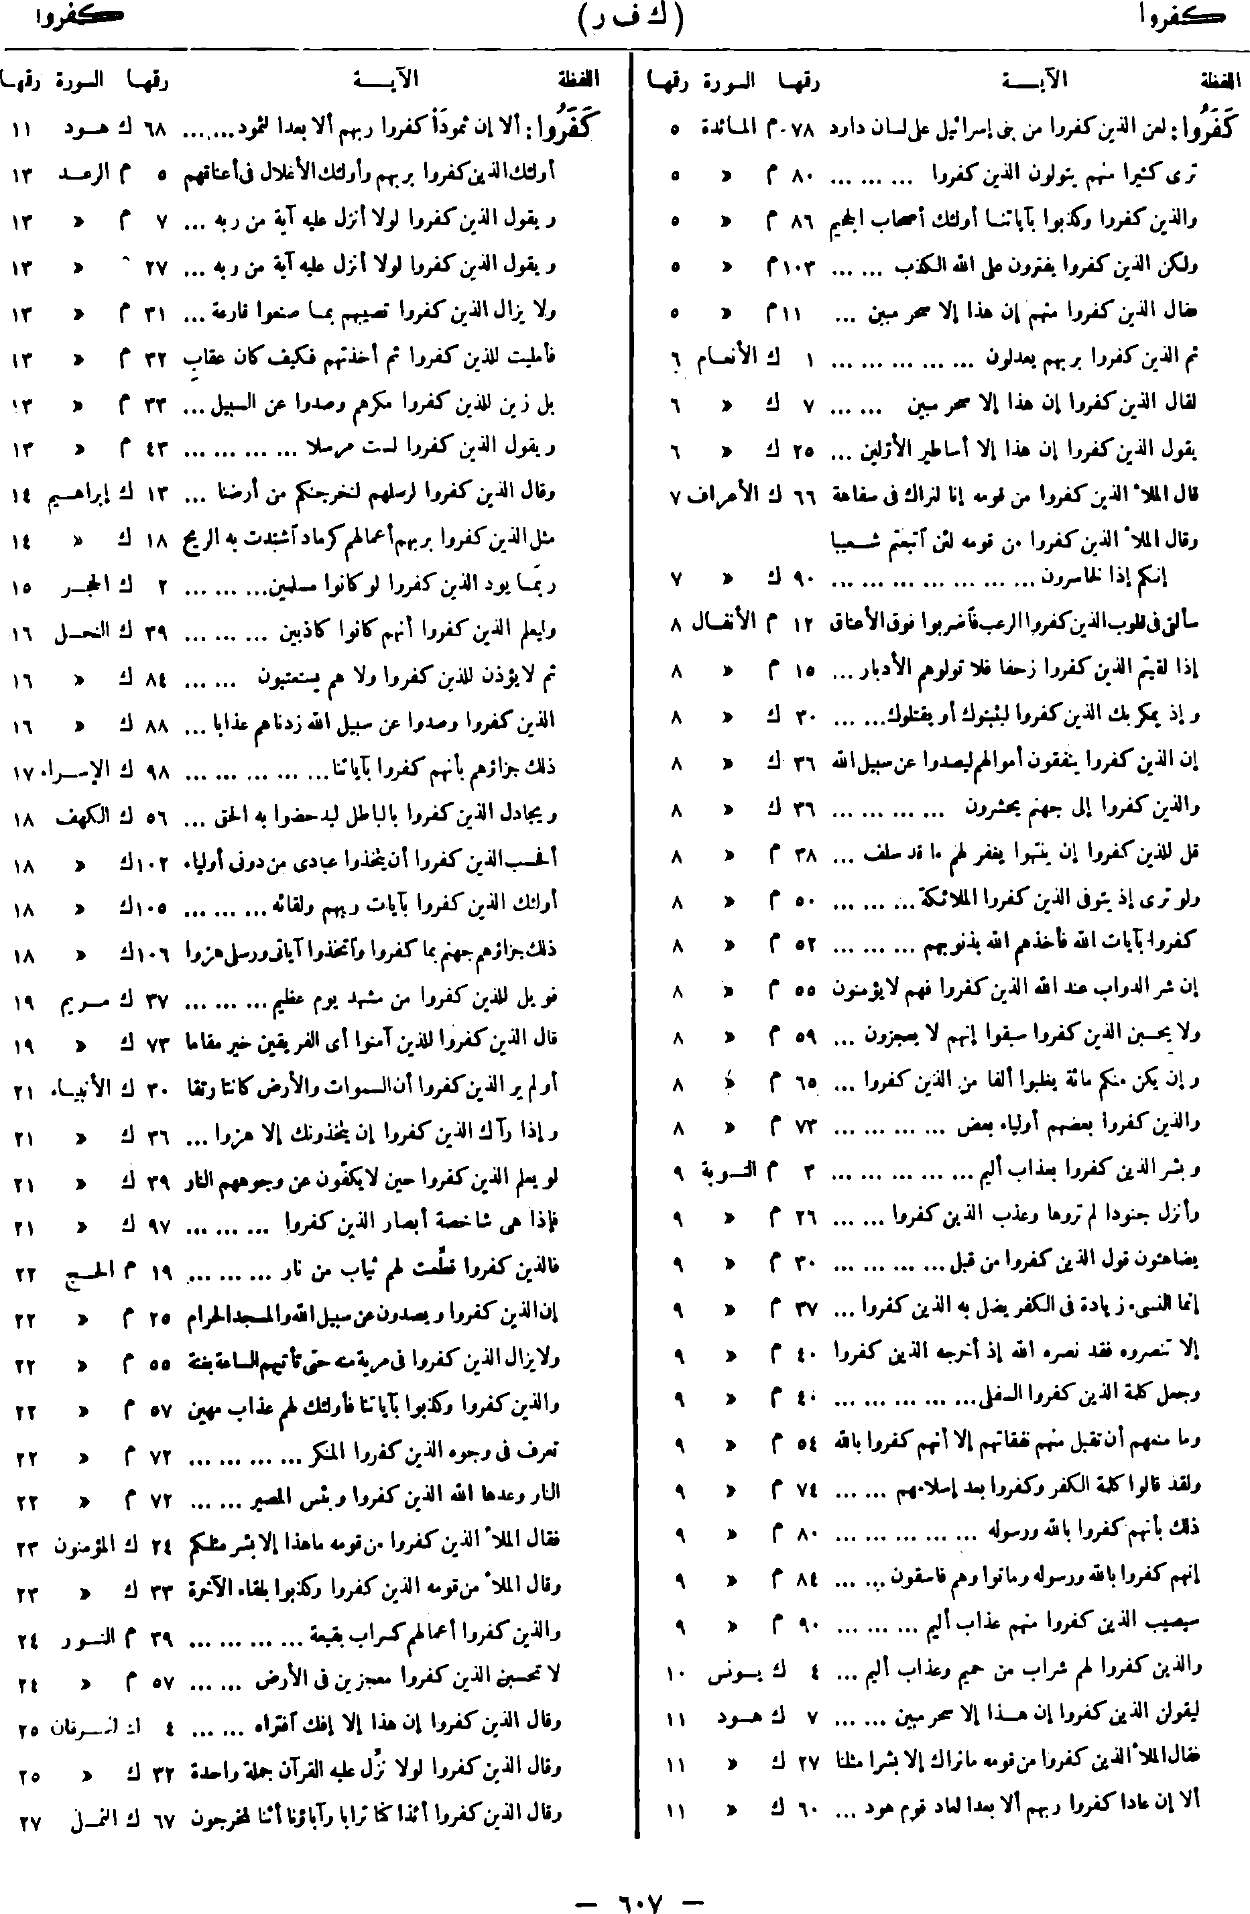 كفروا (ك ف ر) كفروا
اللفظة الآيــة رقمها السورة رقمها
كَفَرُوا: لعن الذين كفروا من بنى إسرائيل على لسان داود ٧٨ م المائدة ٥
ترى كثيرا منهم يتولون الذين كفروا ... ... ... ٨٠ م » ٥
والذين كفروا وكذبوا بآياتنا أولئك أصحاب الجحيم ٨٦ م » ٥
ولكن الذين كفروا يفترون على الله الكذب ... ... ١٠٣ م » ٥
فقال الذين كفروا منهم إن هذا إلا سحر مبين ... ١١ م » ٥
ثم الذين كفروا بربهم يعدلون ... ... ... ... ... ١ ك الأنعام ٦
لقال الذين كفروا إن هذا إلا سحر مبين ... ... ٧ ك » ٦
يقول الذين كفروا إن هذا إلا أساطير الأوّلين ... ٢٥ ك » ٦
قال الملأ الذين كفروا من قومه إنا لنراك فى سفاهة ٦٦ ك الأعراف ٧
وقال الملأ الذين كفروا من قومه لئن آتبعتم شعيبا
إنكم إذا لخاسرون ... ... ... ... ... ... ... ٩٠ ك » ٧
سألقى فى قلوب الذين كفروا الرعب فآضربوا فوق الأعناق ١٢ م الأنفال ٨
إذا لقيتم الذين كفروا زحفا فلا تولوهم الأدبار ... ١٥ م » ٨
وإذ يمكر بك الذين كفروا ليثبتوك أو يقتلوك ... ... ٣٠ ك » ٨
إن الذين كفروا ينفقون أموالهم ليصدوا عن سبيل الله ٣٦ ك » ٨
والذين كفروا إلى جهنم يحشرون ... ... ... ... ٣٦ ك » ٨
قل للذين كفروا إن ينتهوا يغفر لهم ما قد سلف ... ٣٨ م » ٨
ولو ترى إذ يتوفى الذين كفروا الملائكة ... ... ... ٥٠ م » ٨
كفروا بآيات الله فأخذهم الله بذنوبهم ... ... ... ٥٢ م » ٨
إن شر الدواب عند الله الذين كفروا فهم لا يؤمنون ٥٥ م » ٨
ولا يحسبن الذين كفروا سبقوا إنهم لا يعجزون ... ٥٩ م » ٨
وإن يكن منكم مائة يغلبوا ألفا من الذين كفروا ... ٦٥ م » ٨
والذين كفروا بعضهم أولياء بعض ... ... ... ... ٧٣ م » ٨
وبشر الذين كفروا بعذاب أليم ... ... ... ... ... ٣ م التوبة ٩
وأنزل جنودا لم تروها وعذب الذين كفروا ... ... ٢٦ م » ٩
يضاهئون قول الذين كفروا من قبل ... ... ... ... ٣٠ م » ٩
إنما النسىء زيادة فى الكفر يضل به الذين كفروا ... ٣٧ م » ٩
إلا تنصروه فقد نصره الله إذ أخرجه الذين كفروا ٤٠ م » ٩
وجعل كلمة الذين كفروا السفلى ... ... ... ... ... ٤٠ م » ٩
وما منعهم أن تقبل منهم نفقاتهم إلا أنهم كفروا بالله ٥٤ م » ٩
ولقد قالوا كلمة الكفر وكفروا بعد إسلامهم ... ... ٧٤ م » ٩
ذلك بأنهم كفروا بالله ورسوله ... ... ... ... ... ٨٠ م » ٩
إنهم كفروا بالله ورسوله وماتوا وهم فاسقون ... ... ٨٤ م » ٩
سيصيب الذين كفروا منهم عذاب أليم ... ... ... ٩٠ م » ٩
والذين كفروا لهم شراب من حميم وعذاب أليم ... ٤ ك يونس ١٠
ليقولن الذين كفروا إن هذا إلا سحر مبين ... ... ٧ ك هود ١١
فقال الملأ الذين كفروا من قومه ما نراك إلا بشرا مثلنا ٢٧ ك » ١١
ألا إن عادا كفروا ربهم ألا بعدا لعاد قوم هود ... ٦٠ ك » ١١
اللفظة الآيــة رقمها السورة رقمها
كَفَرُوا: ألا إن ثمودَاْ كفروا ربهم ألا بعدا لثمود ... ... ٦٨ ك هود ١١
أولئك الذين كفروا بربهم وأولئك الأغلال فى أعناقهم ٥ م الرعد ١٣
ويقول الذين كفروا لولا أنزل عليه آية من ربه ... ٧ م » ١٣
ويقول الذين كفروا لولا أنزل عليه آية من ربه ... ٢٧ » ١٣
ولا يزال الذين كفروا تصيبهم بما صنعوا قارعة ... ٣١ م » ١٣
فأمليت للذين كفروا ثم أخذتهم فكيف كان عقابِ ٣٢ م » ١٣
بل زين للذين كفروا مكرهم وصدوا عن السبيل ... ٣٣ م » ١٣
ويقول الذين كفروا لست مرسلا ... ... ... ... ٤٣ م » ١٣
وقال الذين كفروا لرسلهم لنخرجنكم من أرضنا ... ١٣ ك إبراهيم ١٤
مثل الذين كفروا بربهم أعمالهم كرماد آشتدت به الريح ١٨ ك » ١٤
ربما يود الذين كفروا لو كانوا مسلمين ... ... ... ٢ ك الحجر ١٥
وليعلم الذين كفروا أنهم كانوا كاذبين ... ... ... ٣٩ ك النحل ١٦
ثم لا يؤذن للذين كفروا ولا هم يستعتبون ... ... ٨٤ ك » ١٦
الذين كفروا وصدوا عن سبيل الله زدناهم عذابا ... ٨٨ ك » ١٦
ذلك جزاؤهم بأنهم كفروا بآياتنا ... ... ... ... ... ٩٨ ك الإسراء ١٧
ويجادل الذين كفروا بالباطل ليدحضوا به الحق ... ٥٦ ك الكهف ١٨
أفحسب الذين كفروا أن يتخذوا عبادى من دونى أولياء ١٠٢ ك » ١٨
أولئك الذين كفروا بآيات ربهم ولقائه ... ... ... ١٠٥ ك » ١٨
ذلك جزاؤهم جهنم بما كفروا وآتخذوا آياتى ورسلى هزوا ١٠٦ ك » ١٨
فويل للذين كفروا من مشهد يوم عظيم ... ... ... ٣٧ ك مريم ١٩
قال الذين كفروا للذين آمنوا أى الفريقين خير مقاما ٧٣ ك » ١٩
أولم ير الذين كفروا أن السموات والأرض كانتا رتقا ٣٠ ك الأنبياء ٢١
وإذا رآك الذين كفروا إن يتخذونك إلا هزوا ... ٣٦ ك » ٢١
لو يعلم الذين كفروا حين لا يكفّون عن وجوههم النار ٣٩ ك » ٢١
فإذا هى شاخصة أبصار الذين كفروا ... ... ... ٩٧ ك » ٢١
فالذين كفروا قطّعت لهم ثياب من نار ... ... ... ١٩ م الحج ٢٢
إن الذين كفروا ويصدون عن سبيل الله والمسجد الحرام ٢٥ م » ٢٢
ولا يزال الذين كفروا فى مرية منه حتى تأتيهم الساعة بغتة ٥٥ م » ٢٢
والذين كفروا وكذبوا بآياتنا فأولئك لهم عذاب مهين ٥٧ م » ٢٢
تعرف فى وجوه الذين كفروا المنكر ... ... ... ... ٧٢ م » ٢٢
النار وعدها الله الذين كفروا وبئس المصير ... ... ٧٢ م » ٢٢
فقال الملأ الذين كفروا من قومه ما هذا إلا بشر مثلكم ٢٤ ك المؤمنون ٢٣
وقال الملأ من قومه الذين كفروا وكذبوا بلقاء الآخرة ٣٣ ك » ٢٣
والذين كفروا أعمالهم كسراب بقيعة ... ... ... ... ٣٩ م النور ٢٤
لا تحسبن الذين كفروا معجزين فى الأرض ... ... ٥٧ م » ٢٤
وقال الذين كفروا إن هذا إلا إفك آفتراه ... ... ٤ ك الفرقان ٢٥
وقال الذين كفروا لولا نزّل عليه القرآن جملة واحدة ٣٢ ك » ٢٥
وقال الذين كفروا أئذا كنا ترابا وآباؤنا أئنا لمخرجون ٦٧ ك النمل ٢٧
— ٦٠٧ —